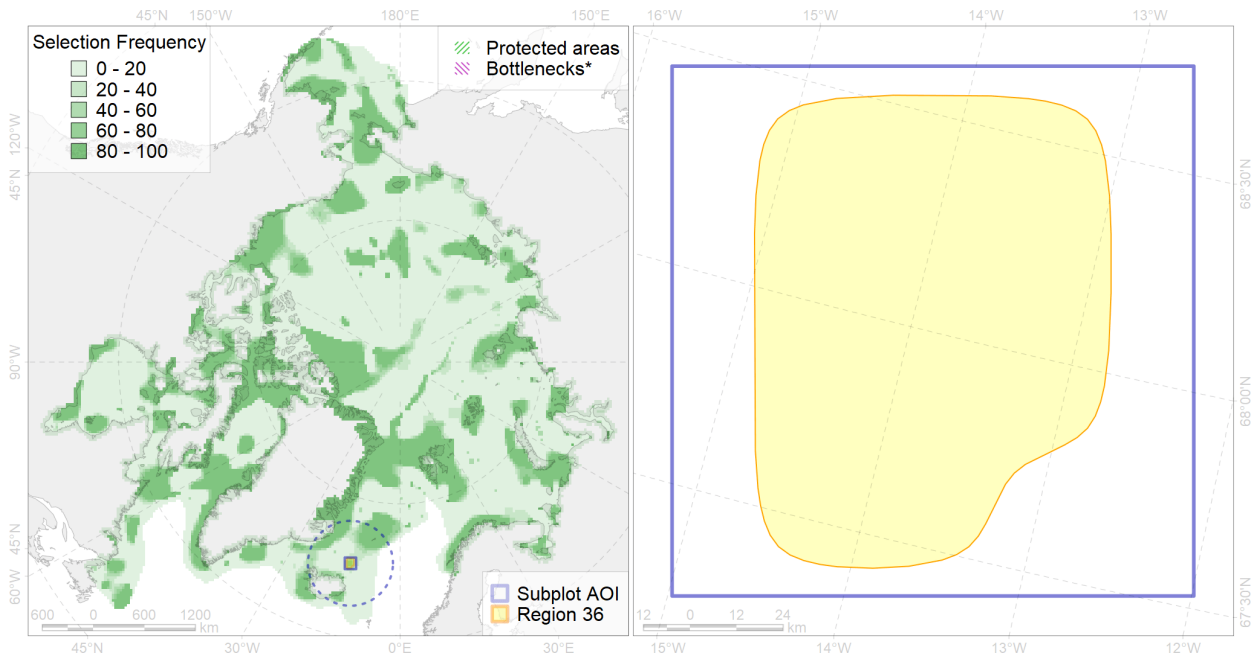 45°N 150°W 180°E 150°E
16°W 15°W 14°W 13°W
Selection Frequency
0 - 20
20 - 40
40 - 60
60 - 80
80 - 100
Protected areas
Bottlenecks*
120°W
45°N
90°W
45°N
60°W
68°30'N
68°00'N
67°30'N
Subplot AOI
Region 36
600 0 600 1200
km
12 0 12 24
km
45°N 30°W 0°E 30°E
15°W 14°W 13°W 12°W